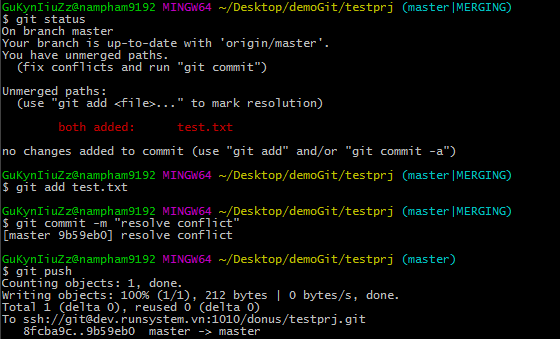 GuKynIiuZz@nampham9192 MINGW64 ~/Desktop/demoGit/testprj (master|MERGING)
$ git status
On branch master
Your branch is up-to-date with 'origin/master'.
You have unmerged paths.
  (fix conflicts and run "git commit")
Unmerged paths:
  (use "git add <file>..." to mark resolution)
        both added:      test.txt
no changes added to commit (use "git add" and/or "git commit -a")
GuKynIiuZz@nampham9192 MINGW64 ~/Desktop/demoGit/testprj (master|MERGING)
$ git add test.txt
GuKynIiuZz@nampham9192 MINGW64 ~/Desktop/demoGit/testprj (master|MERGING)
$ git commit -m "resolve conflict"
[master 9b59eb0] resolve conflict
GuKynIiuZz@nampham9192 MINGW64 ~/Desktop/demoGit/testprj (master)
$ git push
Counting objects: 1, done.
Writing objects: 100% (1/1), 212 bytes | 0 bytes/s, done.
Total 1 (delta 0), reused 0 (delta 0)
To ssh://git@dev.runsystem.vn:1010/donus/testprj.git
   8fcba9c..9b59eb0  master -> master